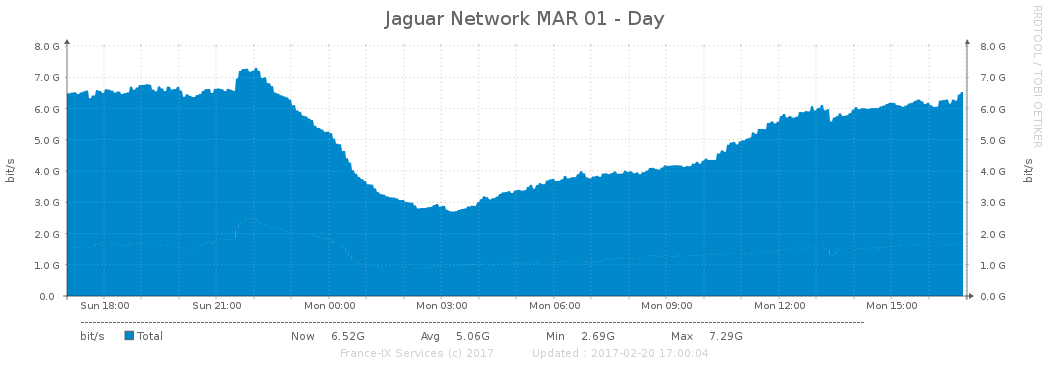 Jaguar Network MAR 01 - Day
RRDTOOL / TOBI OETIKER
bit/s
8.0 G 8.0 G
7.0 G 7.0 G
6.0 G 6.0 G
5.0 G 5.0 G
4.0 G 4.0 G
3.0 G 3.0 G
2.0 G 2.0 G
1.0 G 1.0 G
0.0 0.0 G
bit/s
Sun 18:00 Sun 21:00 Mon 00:00 Mon 03:00 Mon 06:00 Mon 09:00 Mon 12:00 Mon 15:00
bit/s Total Now 6.52G Avg 5.06G Min 2.69G Max 7.29G
France-IX Services (c) 2017 Updated : 2017-02-20 17:00:04